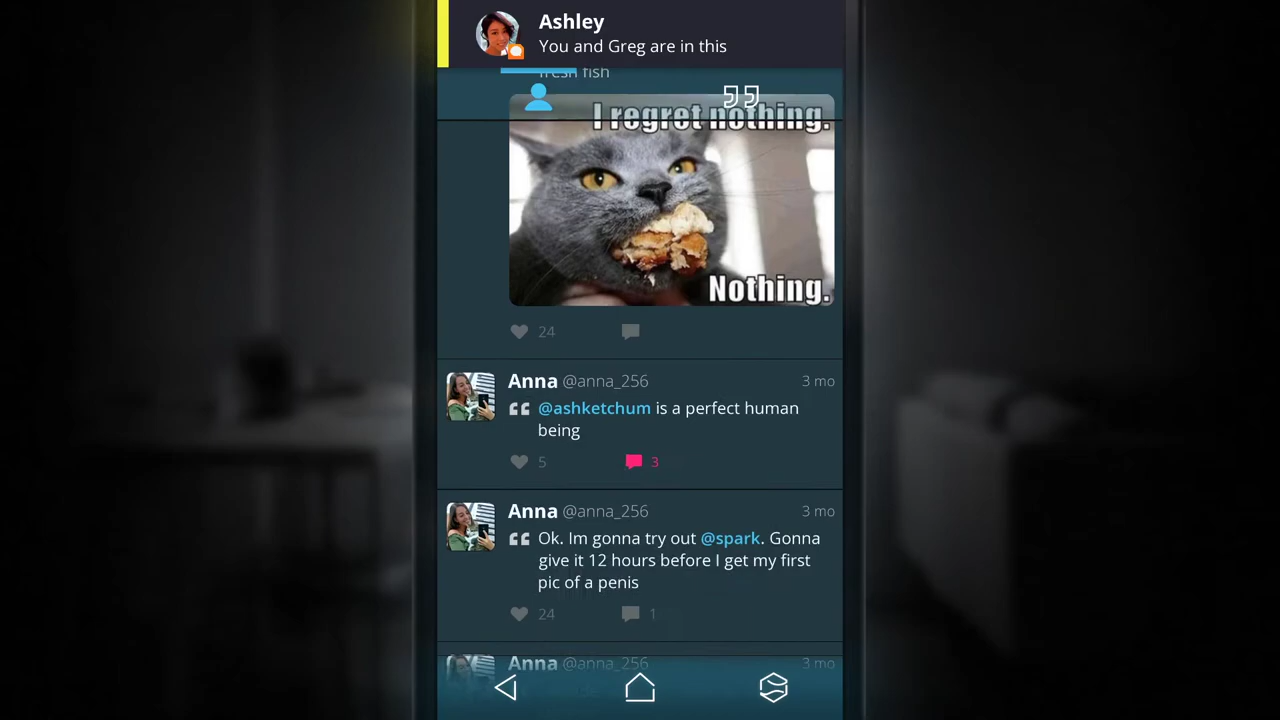 Ashley
You and Greg are in this
fresh fish
I regret nothing.
Nothing.
24
Anna @anna_256 3 mo
@ashketchum is a perfect human
being
5 3
Anna @anna_256 3 mo
Ok. Im gonna try out @spark. Gonna
give it 12 hours before I get my first
pic of a penis
24 1
Anna @anna_256 3 mo